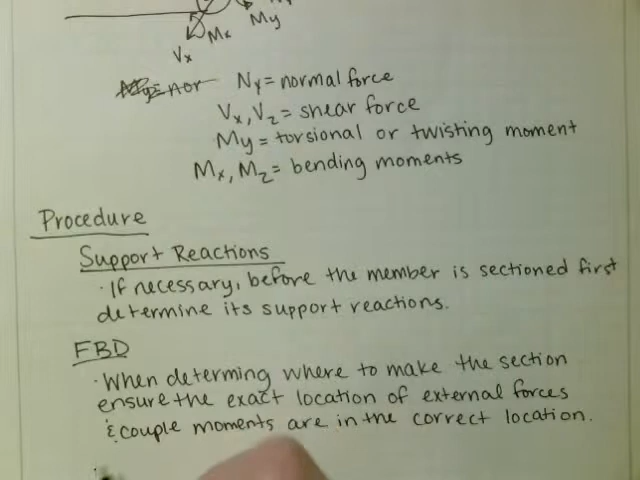 Mx My
Vx
Ny = normal force
Vx, Vz = shear force
My = torsional or twisting moment
Mx, Mz = bending moments
Procedure
Support Reactions
· If necessary, before the member is sectioned first
determine its support reactions.
FBD
· When determining where to make the section
ensure the exact location of external forces
& couple moments are in the correct location.